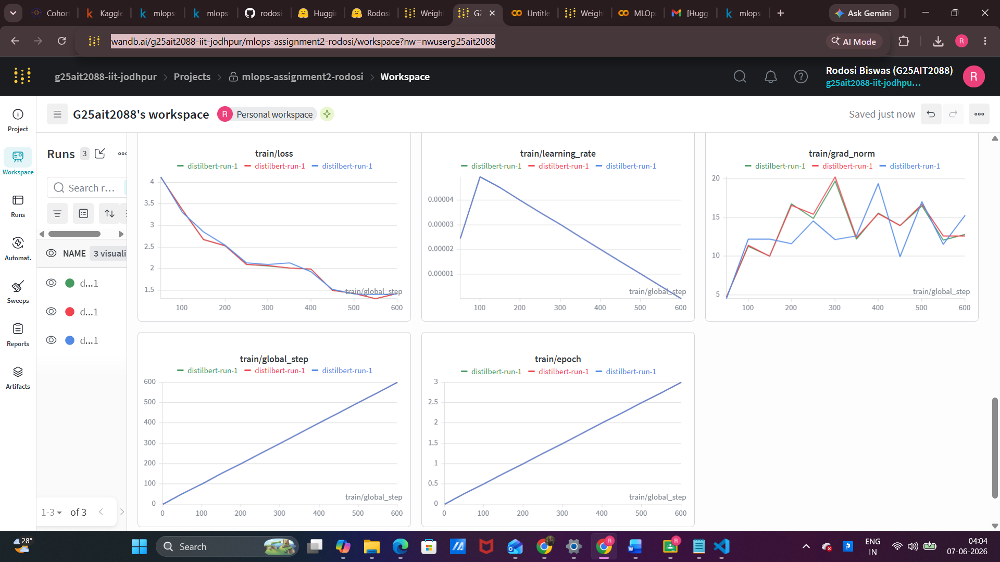 Cohor
Kaggle
mlops-
mlops-
rodosi
Huggin
Rodos
Weigh
G2
Untitle
Weigh
MLOp
[Hugg
mlops
Ask Gemini
wandb.ai/g25ait2088-iit-jodhpur/mlops-assignment2-rodosi/workspace?nw=nwuserg25ait2088
AI Mode
R
g25ait2088-iit-jodhpur > Projects > mlops-assignment2-rodosi > Workspace
Rodosi Biswas (G25AIT2088)
g25ait2088-iit-jodhpu...
R
G25ait2088's workspace
R Personal workspace
Saved just now
Project
Workspace
Runs
Automat.
Sweeps
Reports
Artifacts
Runs 3
Search r...
NAME 3 visuali
d...1
d...1
d...1
1-3 of 3
train/loss
distilbert-run-1 distilbert-run-1 distilbert-run-1
4
3.5
3
2.5
2
1.5
train/global_step
100 200 300 400 500 600
train/learning_rate
distilbert-run-1 distilbert-run-1 distilbert-run-1
0.00004
0.00003
0.00002
0.00001
train/global_step
100 200 300 400 500 600
train/grad_norm
distilbert-run-1 distilbert-run-1 distilbert-run-1
20
15
10
5
train/global_step
100 200 300 400 500 600
train/global_step
distilbert-run-1 distilbert-run-1 distilbert-run-1
600
500
400
300
200
100
0
train/global_step
0 100 200 300 400 500 600
train/epoch
distilbert-run-1 distilbert-run-1 distilbert-run-1
3
2.5
2
1.5
1
0.5
0
train/global_step
0 100 200 300 400 500 600
28°
Search
R
R
ENG
IN
04:04
07-06-2026